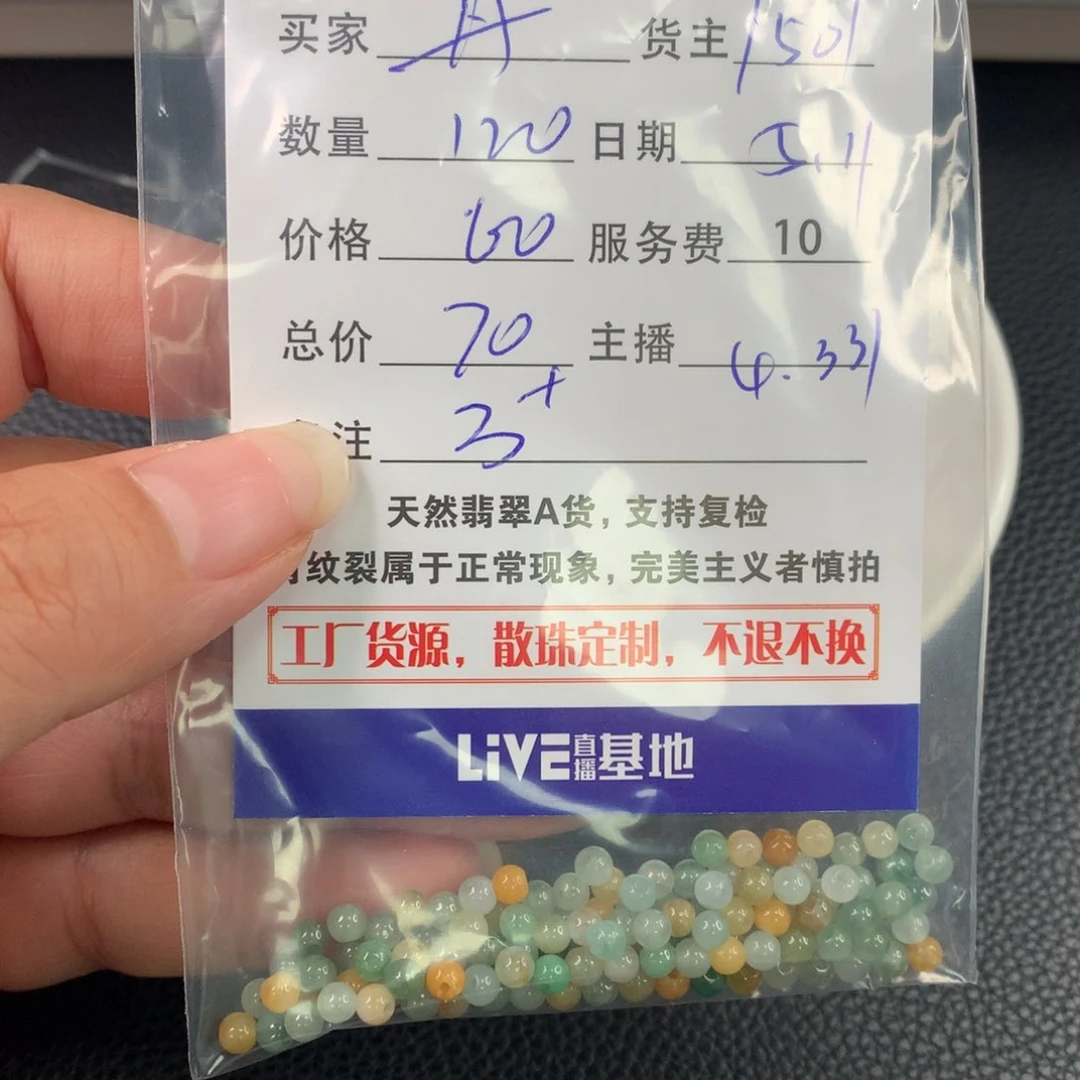 买家 A 货主 1501
数量 120 日期 5.11
价格 60 服务费 10
总价 70 主播 4.331
注 3+
天然翡翠A货，支持复检
纹裂属于正常现象，完美主义者慎拍
工厂货源，散珠定制，不退不换
LiVE直播基地